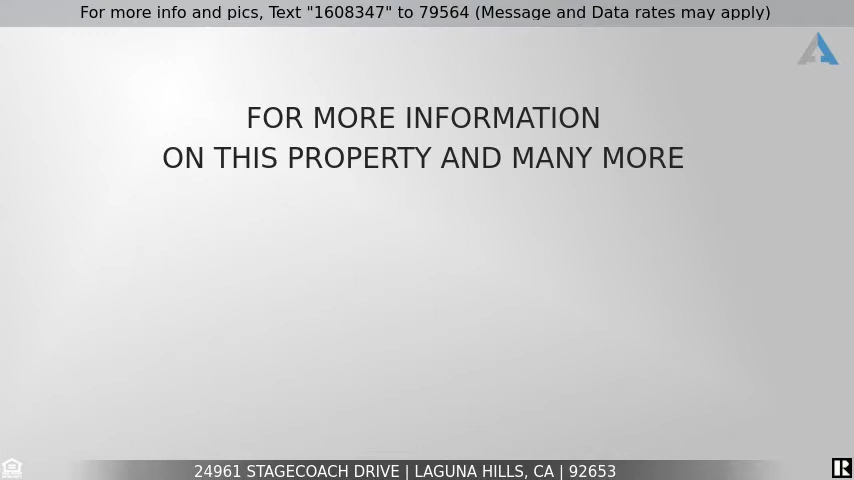 For more info and pics, Text "1608347" to 79564 (Message and Data rates may apply)
FOR MORE INFORMATION
ON THIS PROPERTY AND MANY MORE
24961 STAGECOACH DRIVE | LAGUNA HILLS, CA | 92653